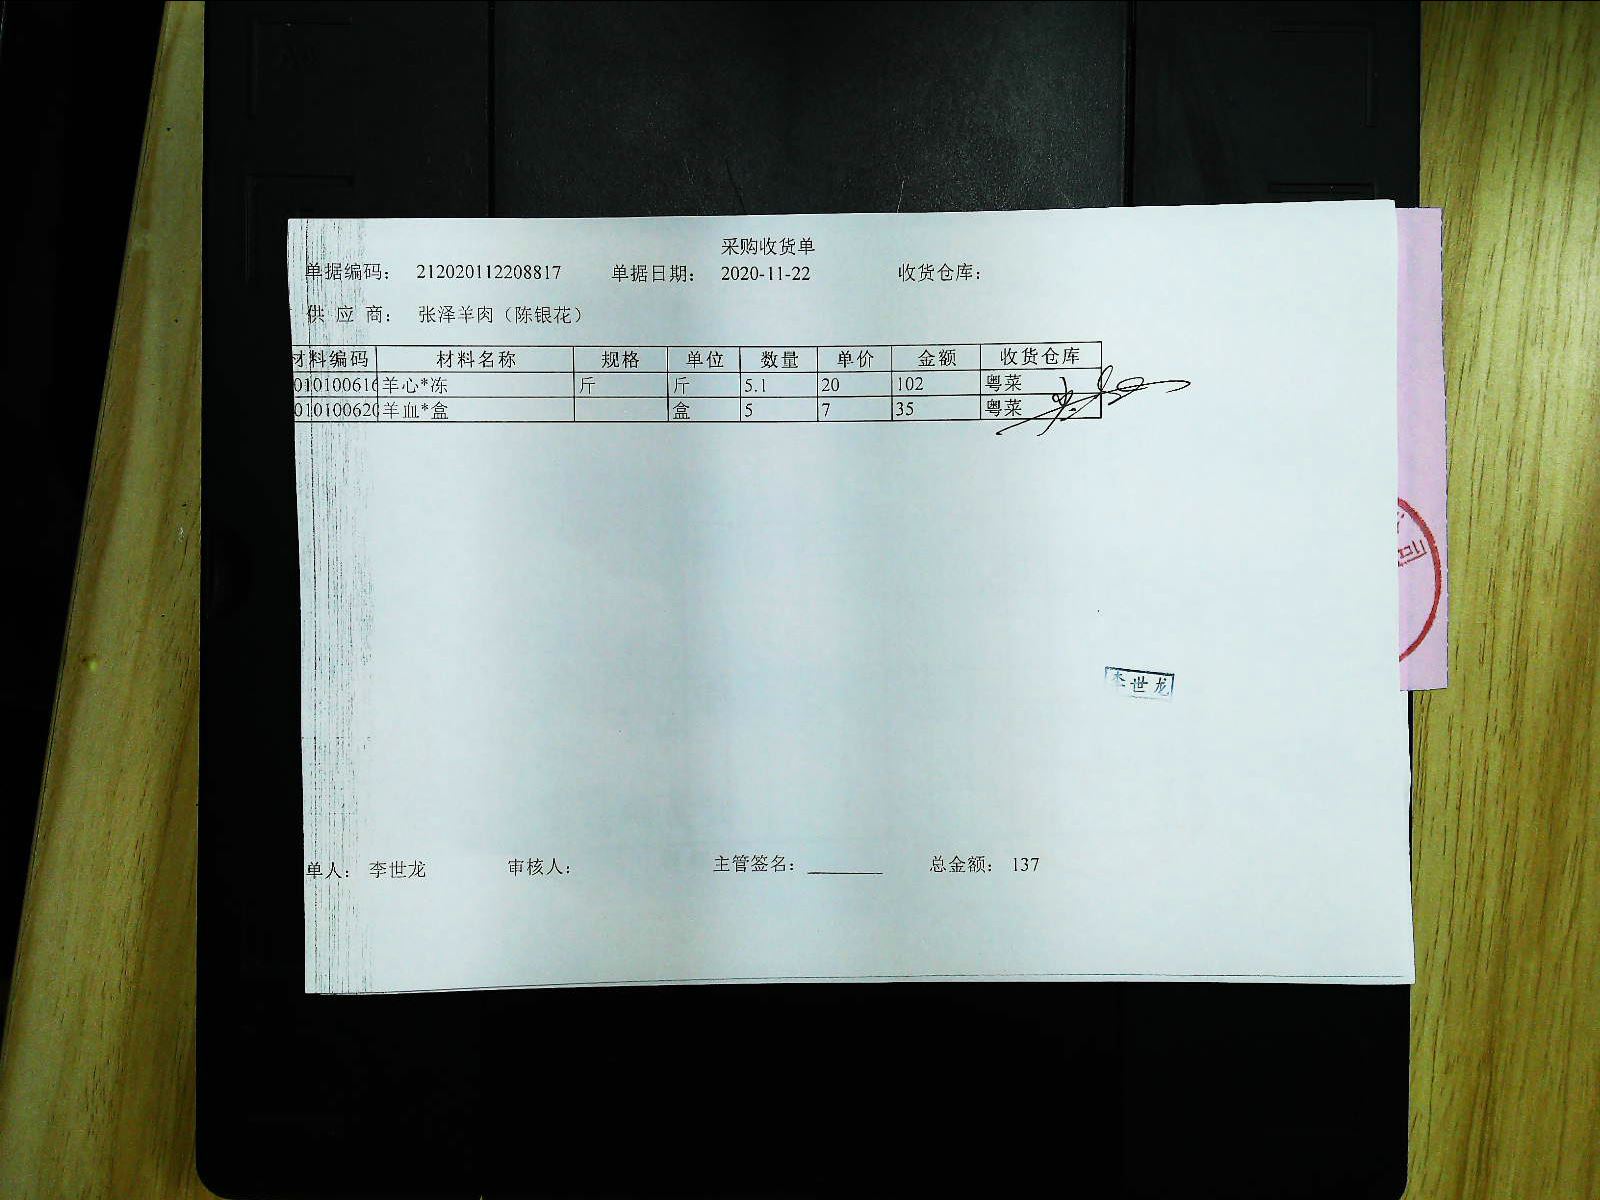 采购收货单
单据编码： 212020112208817 单据日期： 2020-11-22 收货仓库：
供 应 商： 张泽羊肉（陈银花）
材料编码 材料名称 规格 单位 数量 单价 金额 收货仓库
01010061 羊心*冻 斤 斤 5.1 20 102 粤菜
01010062 羊血*盒 盒 5 7 35 粤菜
司
李世龙
单人： 李世龙 审核人： 主管签名： 总金额： 137